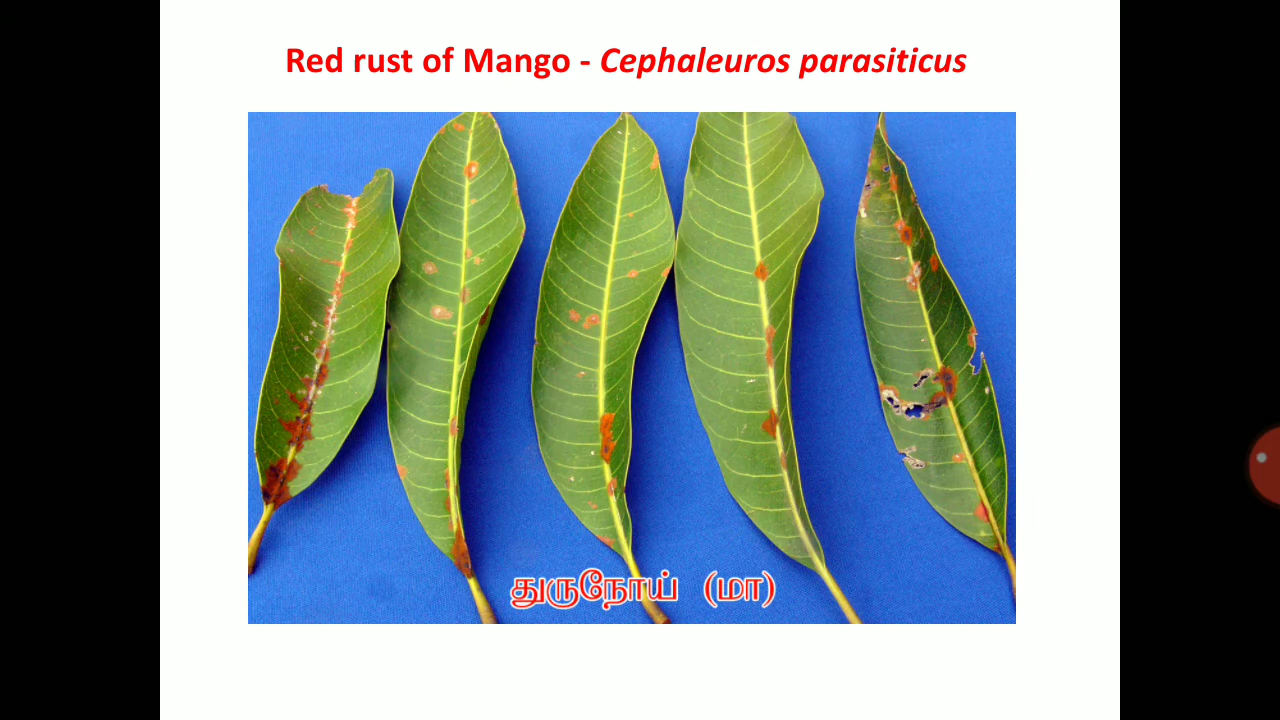 Red rust of Mango - Cephaleuros parasiticus
துருநோய் (மா)